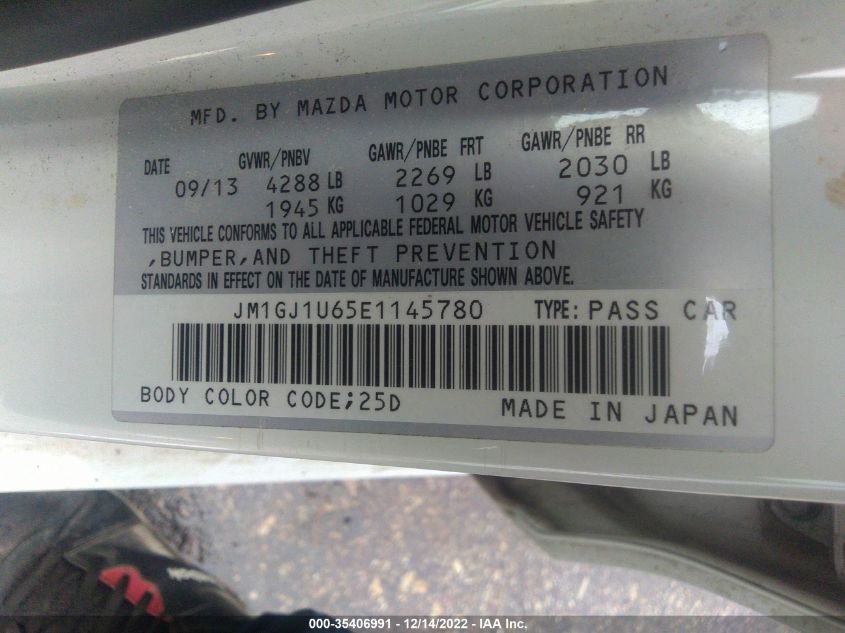 MFD. BY MAZDA MOTOR CORPORATION
DATE GVWR/PNBV GAWR/PNBE FRT GAWR/PNBE RR
09/13 4288 LB 2269 LB 2030 LB
1945 KG 1029 KG 921 KG
THIS VEHICLE CONFORMS TO ALL APPLICABLE FEDERAL MOTOR VEHICLE SAFETY
,BUMPER,AND THEFT PREVENTION
STANDARDS IN EFFECT ON THE DATE OF MANUFACTURE SHOWN ABOVE.
JM1GJ1U65E1145780 TYPE: PASS CAR
BODY COLOR CODE;25D MADE IN JAPAN
000-35406991 - 12/14/2022 - IAA Inc.